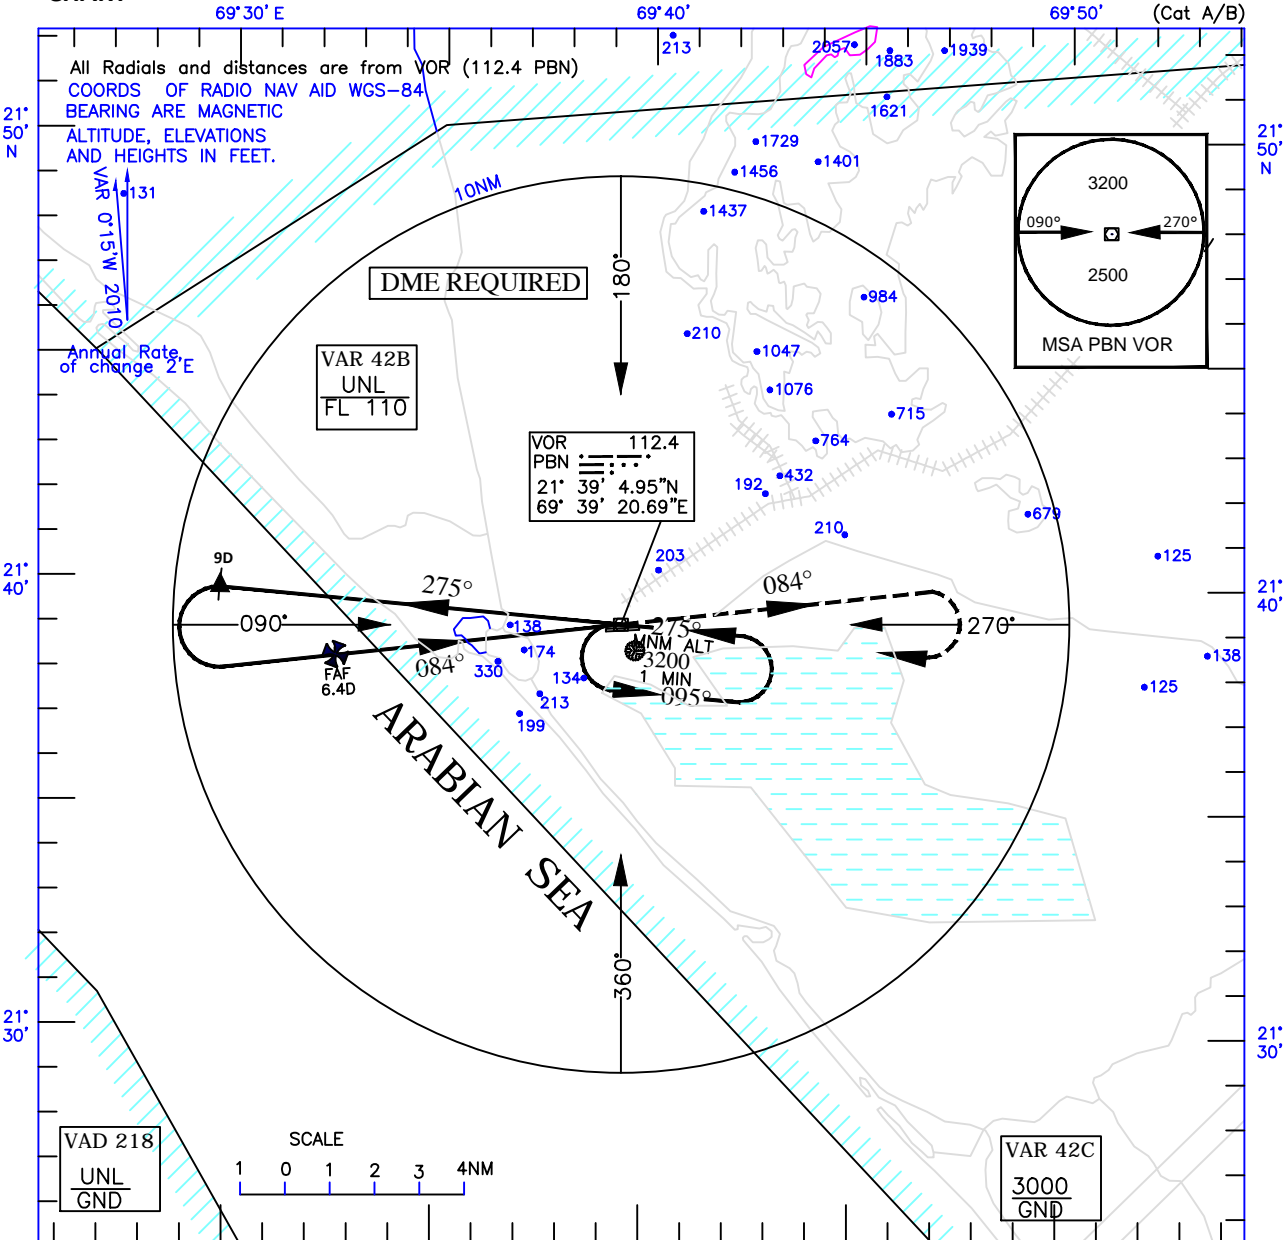 69°30' E
69°40'
69°50'
(Cat A/B)
213
2057
1883
1939
All Radials and distances are from VOR (112.4 PBN)
COORDS OF RADIO NAV AID WGS-84
BEARING ARE MAGNETIC
ALTITUDE, ELEVATIONS
AND HEIGHTS IN FEET.
21°
50'
N
21°
50'
N
1621
1729
1456
1401
1437
131
VAR 0°15'W 2010
Annual Rate,
of change 2'E
10NM
180°
DME REQUIRED
3200
090°
270°
2500
MSA PBN VOR
984
210
1047
1076
715
764
432
192
679
210
125
203
VAR 42B
UNL
FL 110
VOR 112.4
PBN
21° 39' 4.95"N
69° 39' 20.69"E
21°
40'
21°
40'
9D
275°
084°
090°
270°
138
174
330
084°
FAF
6.4D
134
213
199
275°
MNM ALT
3200
1 MIN
095°
138
125
ARABIAN SEA
360°
21°
30'
21°
30'
VAD 218
UNL
GND
SCALE
1 0 1 2 3 4NM
VAR 42C
3000
GND